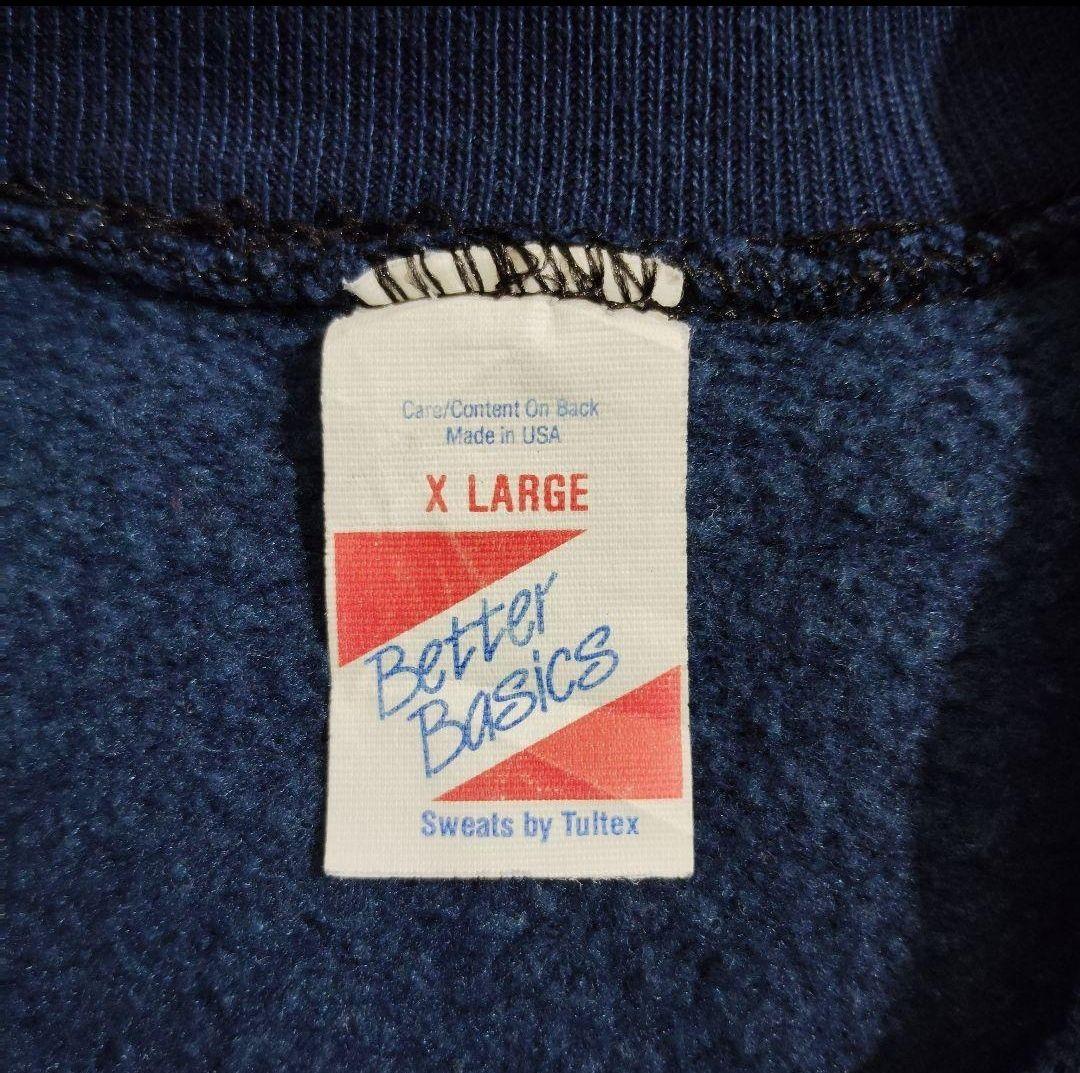 Care/Content On Back
Made in USA
X LARGE
Better
Basics
Sweats by Tultex